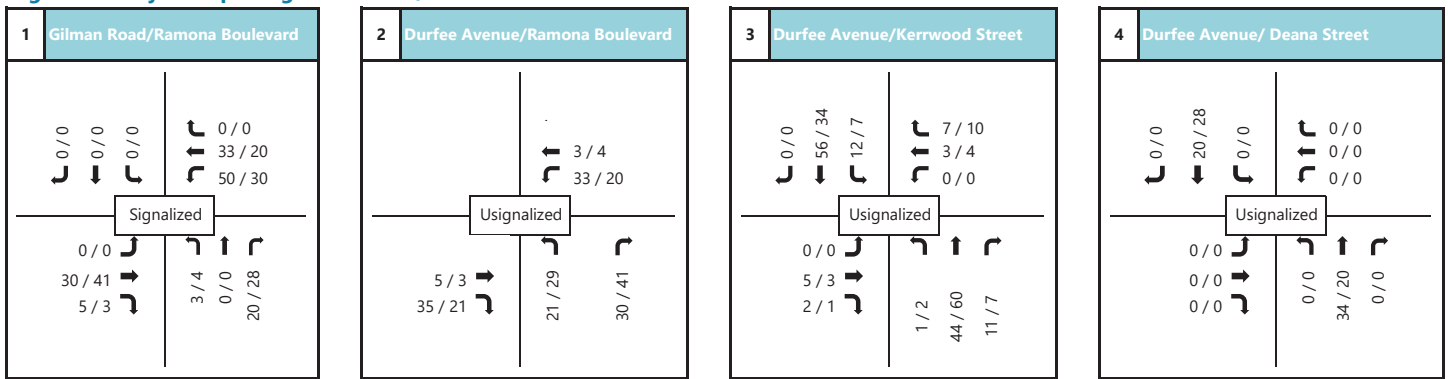 1 Gilman Road/Ramona Boulevard
0 / 0
0 / 0
0 / 0
0 / 0
33 / 20
50 / 30
Signalized
0 / 0
30 / 41
5 / 3
3 / 4
0 / 0
20 / 28
2 Durfee Avenue/Ramona Boulevard
3 / 4
33 / 20
Usignalized
5 / 3
35 / 21
21 / 29
30 / 41
3 Durfee Avenue/Kerrwood Street
0 / 0
56 / 34
12 / 7
7 / 10
3 / 4
0 / 0
Usignalized
0 / 0
5 / 3
2 / 1
1 / 2
44 / 60
11 / 7
4 Durfee Avenue/ Deana Street
0 / 0
20 / 28
0 / 0
0 / 0
0 / 0
0 / 0
Usignalized
0 / 0
0 / 0
0 / 0
0 / 0
34 / 20
0 / 0